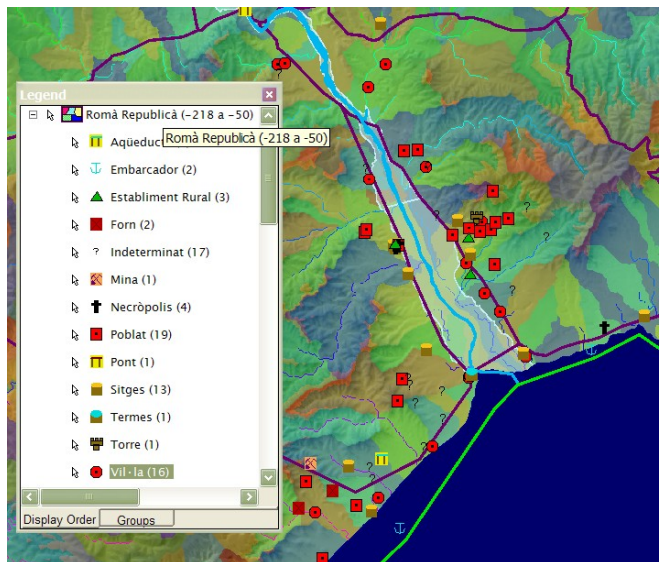 Legend
Romà Republicà (-218 a -50)
Aqüeduc
Romà Republicà (-218 a -50)
Embarcador (2)
Establiment Rural (3)
Forn (2)
Indeterminat (17)
Mina (1)
Necròpolis (4)
Poblat (19)
Pont (1)
Sitges (13)
Termes (1)
Torre (1)
Vil·la (16)
Display Order
Groups